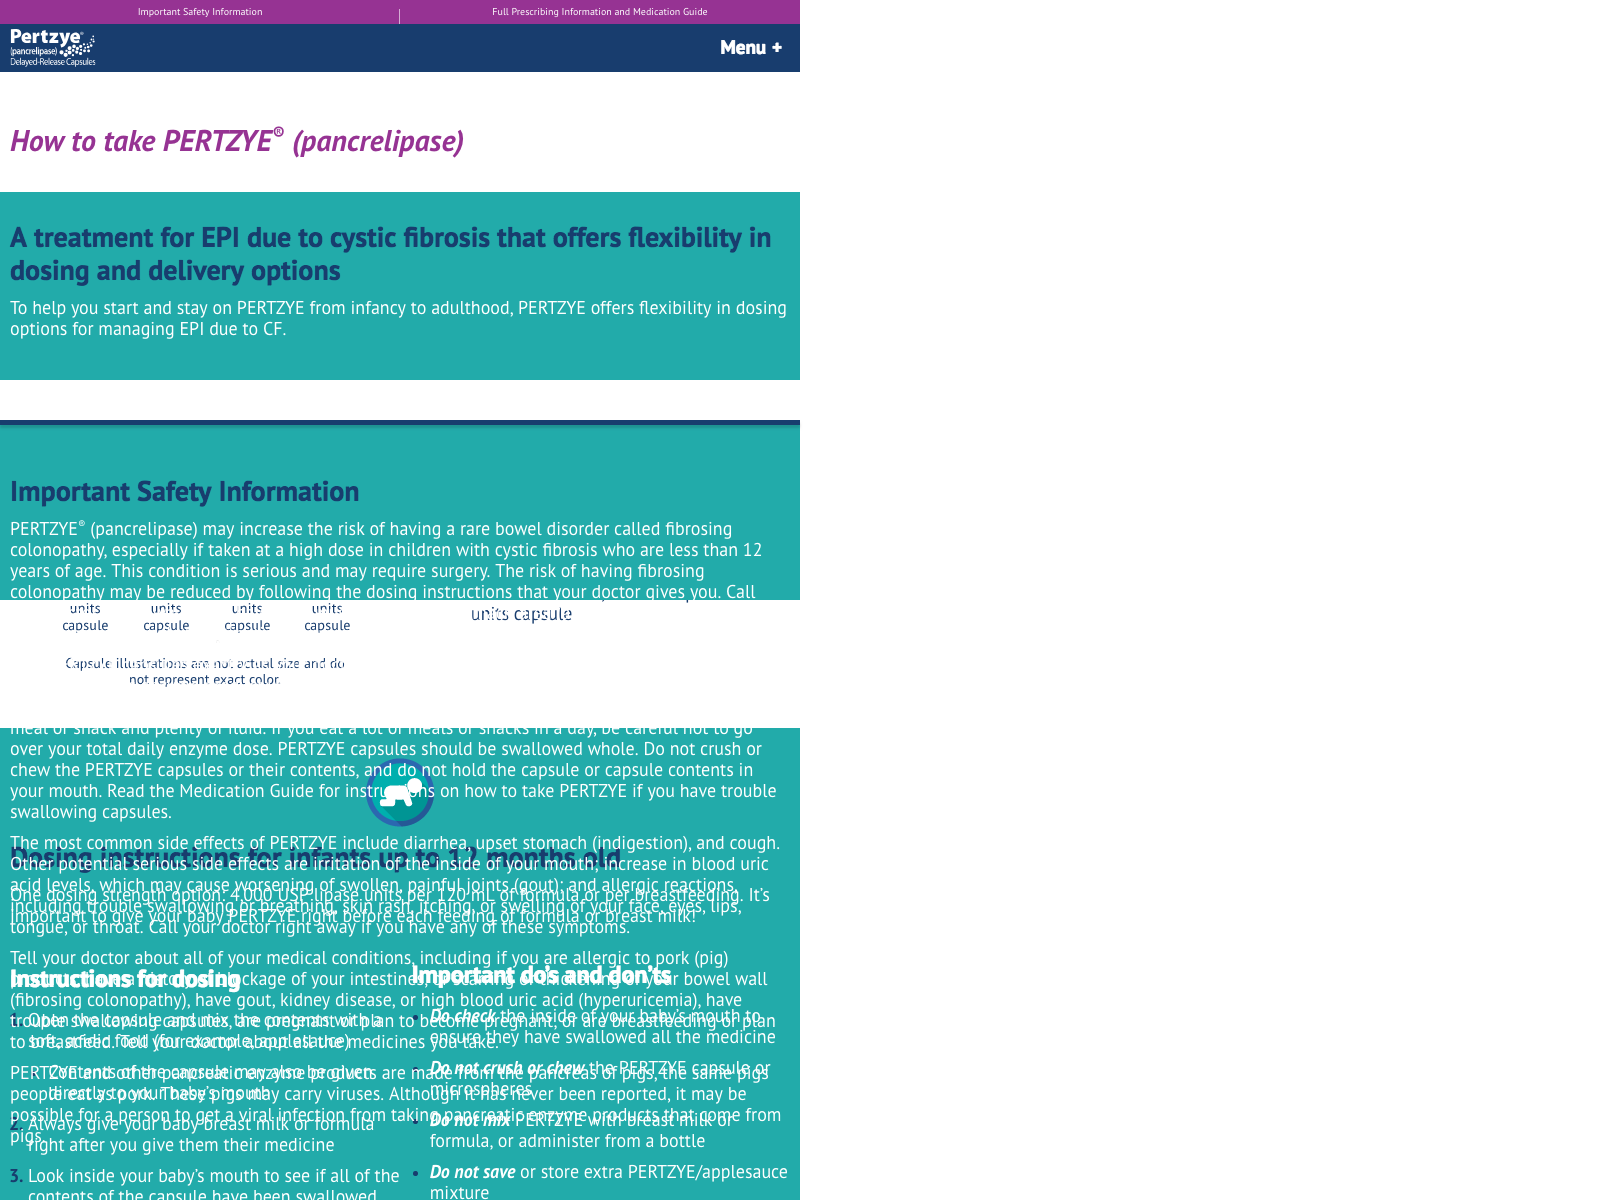 Important Safety Information
Full Prescribing Information and Medication Guide
Pertzye®
(pancrelipase)
Delayed-Release Capsules
Menu +
How to take PERTZYE® (pancrelipase)
A treatment for EPI due to cystic fibrosis that offers flexibility in
dosing and delivery options
To help you start and stay on PERTZYE from infancy to adulthood, PERTZYE offers flexibility in dosing
options for managing EPI due to CF.
Important Safety Information
PERTZYE® (pancrelipase) may increase the risk of having a rare bowel disorder called fibrosing
colonopathy, especially if taken at a high dose in children with cystic fibrosis who are less than 12
years of age. This condition is serious and may require surgery. The risk of having fibrosing
colonopathy may be reduced by following the dosing instructions that your doctor gives you. Call
units units units units
capsule capsule capsule capsule
units capsule
Capsule illustrations are not actual size and do
not represent exact color.
meal or snack and plenty of fluid. If you eat a lot of meals or snacks in a day, be careful not to go
over your total daily enzyme dose. PERTZYE capsules should be swallowed whole. Do not crush or
chew the PERTZYE capsules or their contents, and do not hold the capsule or capsule contents in
your mouth. Read the Medication Guide for instructions on how to take PERTZYE if you have trouble
swallowing capsules.
The most common side effects of PERTZYE include diarrhea, upset stomach (indigestion), and cough.
Other potential serious side effects are irritation of the inside of your mouth; increase in blood uric
acid levels, which may cause worsening of swollen, painful joints (gout); and allergic reactions,
including trouble swallowing or breathing, skin rash, itching, or swelling of your face, eyes, lips,
tongue, or throat. Call your doctor right away if you have any of these symptoms.
Dosing instructions for infants up to 12 months old
One dosing strength option: 4,000 USP lipase units per 120 mL of formula or per breastfeeding. It's
important to give your baby PERTZYE right before each feeding of formula or breast milk!
Tell your doctor about all of your medical conditions, including if you are allergic to pork (pig)
blockage of your intestines, or scarring or thickening of your bowel wall
(fibrosing colonopathy), have gout, kidney disease, or high blood uric acid (hyperuricemia), have
trouble swallowing capsules, are pregnant or plan to become pregnant, or are breastfeeding or plan
to breastfeed. Tell your doctor about all the medicines you take.
PERTZYE and other pancreatic enzyme products are made from the pancreas of pigs, the same pigs
people eat as pork. These pigs may carry viruses. Although it has never been reported, it may be
possible for a person to get a viral infection from taking pancreatic enzyme products that come from
pigs.
Instructions for dosing
1. Open the capsule and mix the contents with a
soft, acidic food (for example, applesauce)
Contents of the capsule may also be given
directly to your baby's mouth
2. Always give your baby breast milk or formula
right after you give them their medicine
3. Look inside your baby's mouth to see if all of the
contents of the capsule have been swallowed
Important do's and don'ts
• Do check the inside of your baby's mouth to
ensure they have swallowed all the medicine
• Do not crush or chew the PERTZYE capsule or
microspheres
• Do not mix PERTZYE with breast milk or
formula, or administer from a bottle
• Do not save or store extra PERTZYE/applesauce
mixture